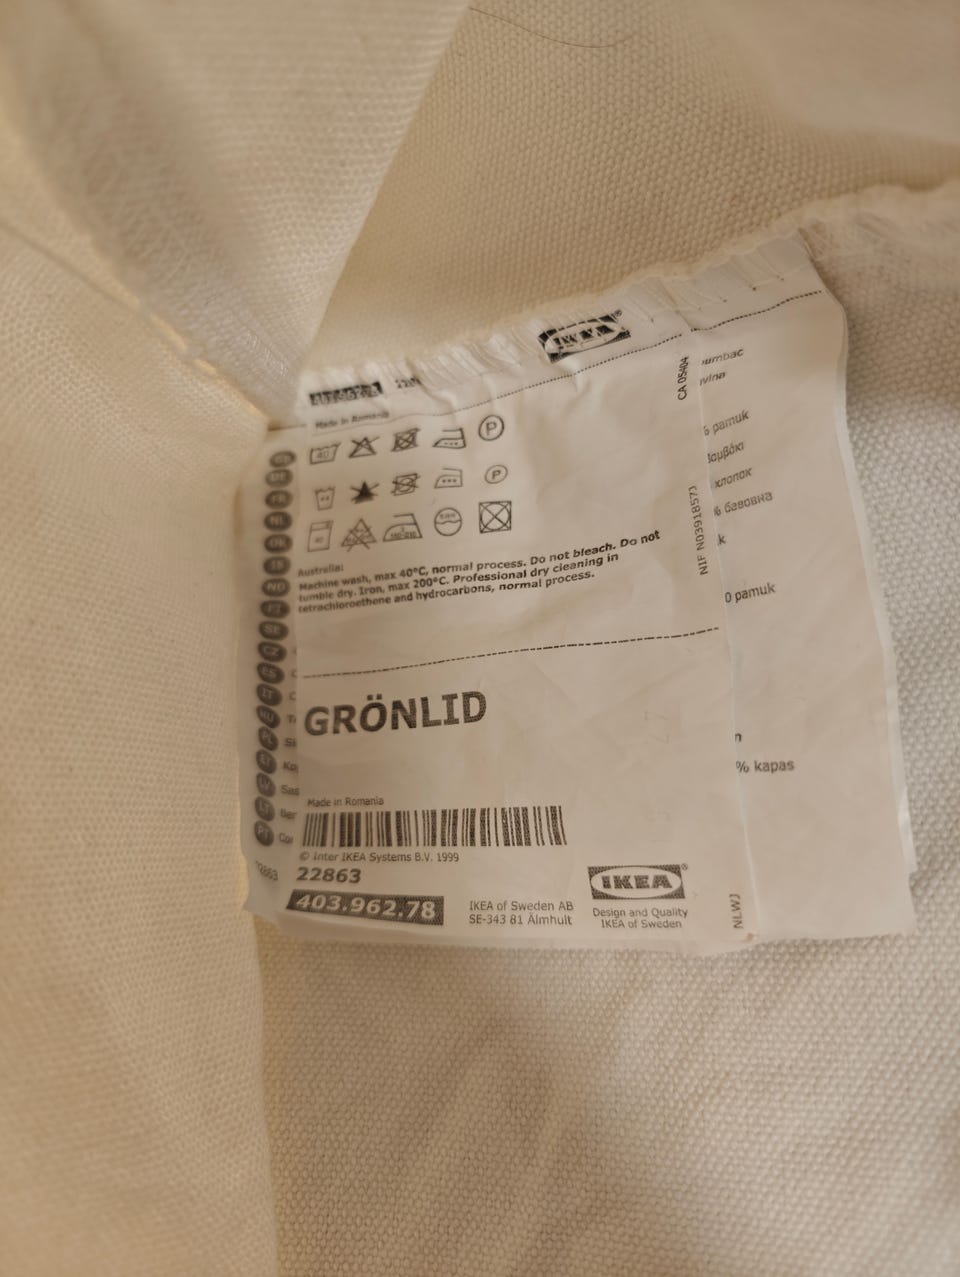 IKEA
Made in Romania
40
P
P
40
Australia:
Machine wash, max 40°C, normal process. Do not bleach. Do not
tumble dry. Iron, max 200°C. Professional dry cleaning in
tetrachloroethene and hydrocarbons, normal process.
CA 05404
NIF N0391857J
% pamuk
% бавовна
pamuk
% kapas
GRÖNLID
Made in Romania
© Inter IKEA Systems B.V. 1999
22863
403.962.78
IKEA of Sweden AB
SE-343 81 Älmhult
IKEA
Design and Quality
IKEA of Sweden
NLWJ